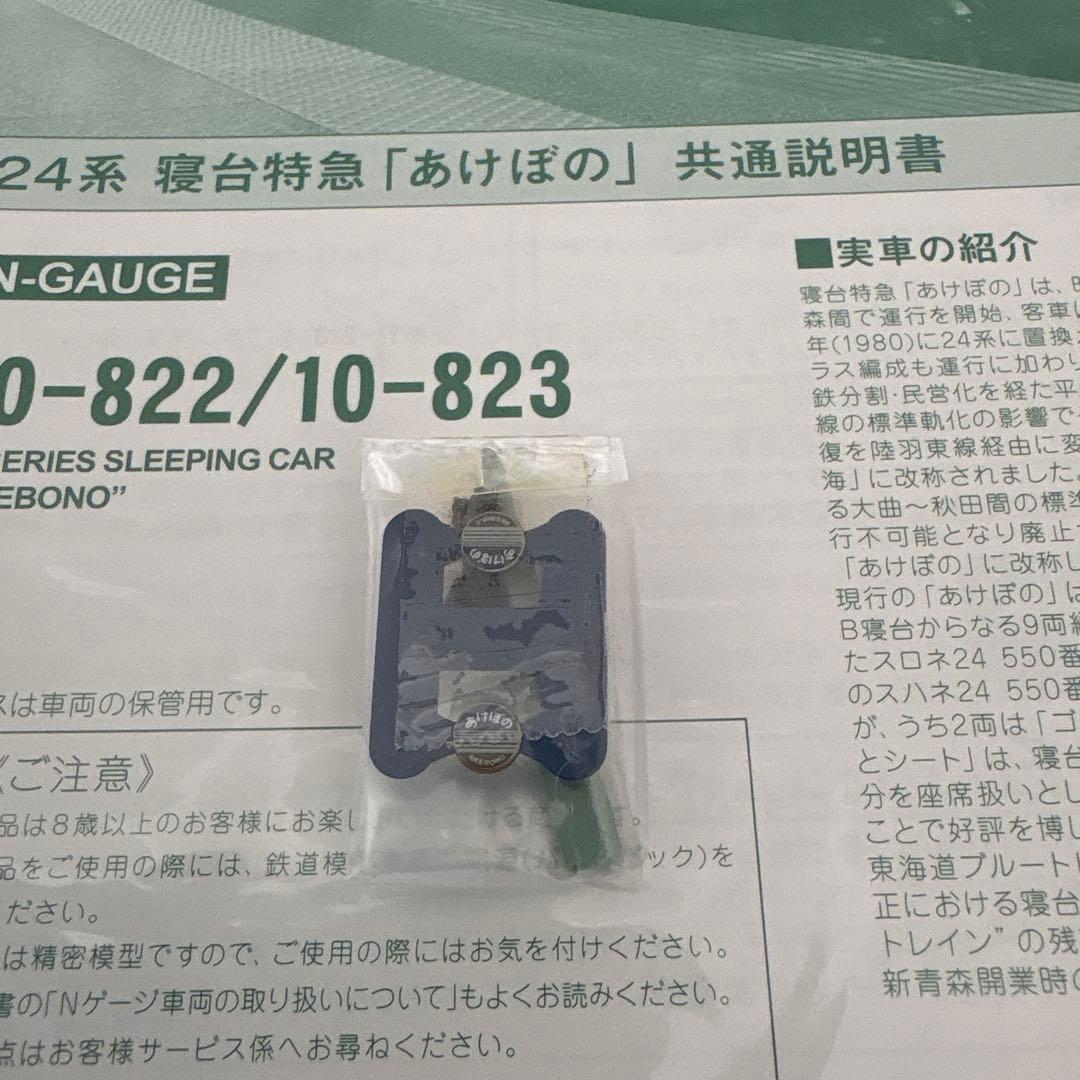 24系 寝台特急「あけぼの」 共通説明書
N-GAUGE
0-822/10-823
SERIES SLEEPING CAR
EBONO”
スは車両の保管用です。
《ご注意》
品は8歳以上のお客様にお楽し
する
品をご使用の際には、鉄道模
ック)を
ださい。
は精密模型ですので、ご使用の際にはお気を付けください。
書の「Nゲージ車両の取り扱いについて」もよくお読みください。
点はお客様サービス係へお尋ねください。
あけぼの
あけぼの
AKEBONO
■実車の紹介
寝台特急「あけぼの」は、
森間で運行を開始、客車
年(1980)に24系に置換
ラス編成も運行に加わり
鉄分割・民営化を経た平
線の標準軌化の影響で
復を陸羽東線経由に変
海」に改称されました。
る大曲～秋田間の標準
行不可能となり廃止
「あけぼの」に改称し
現行の「あけぼの」は
B寝台からなる9両編
たスロネ24 550番
のスハネ24 550番
が、うち2両は「ゴ
とシート」は、寝台
分を座席扱いとし
ことで好評を博し
東海道ブルート
正における寝台
トレイン”の残
新青森開業時の